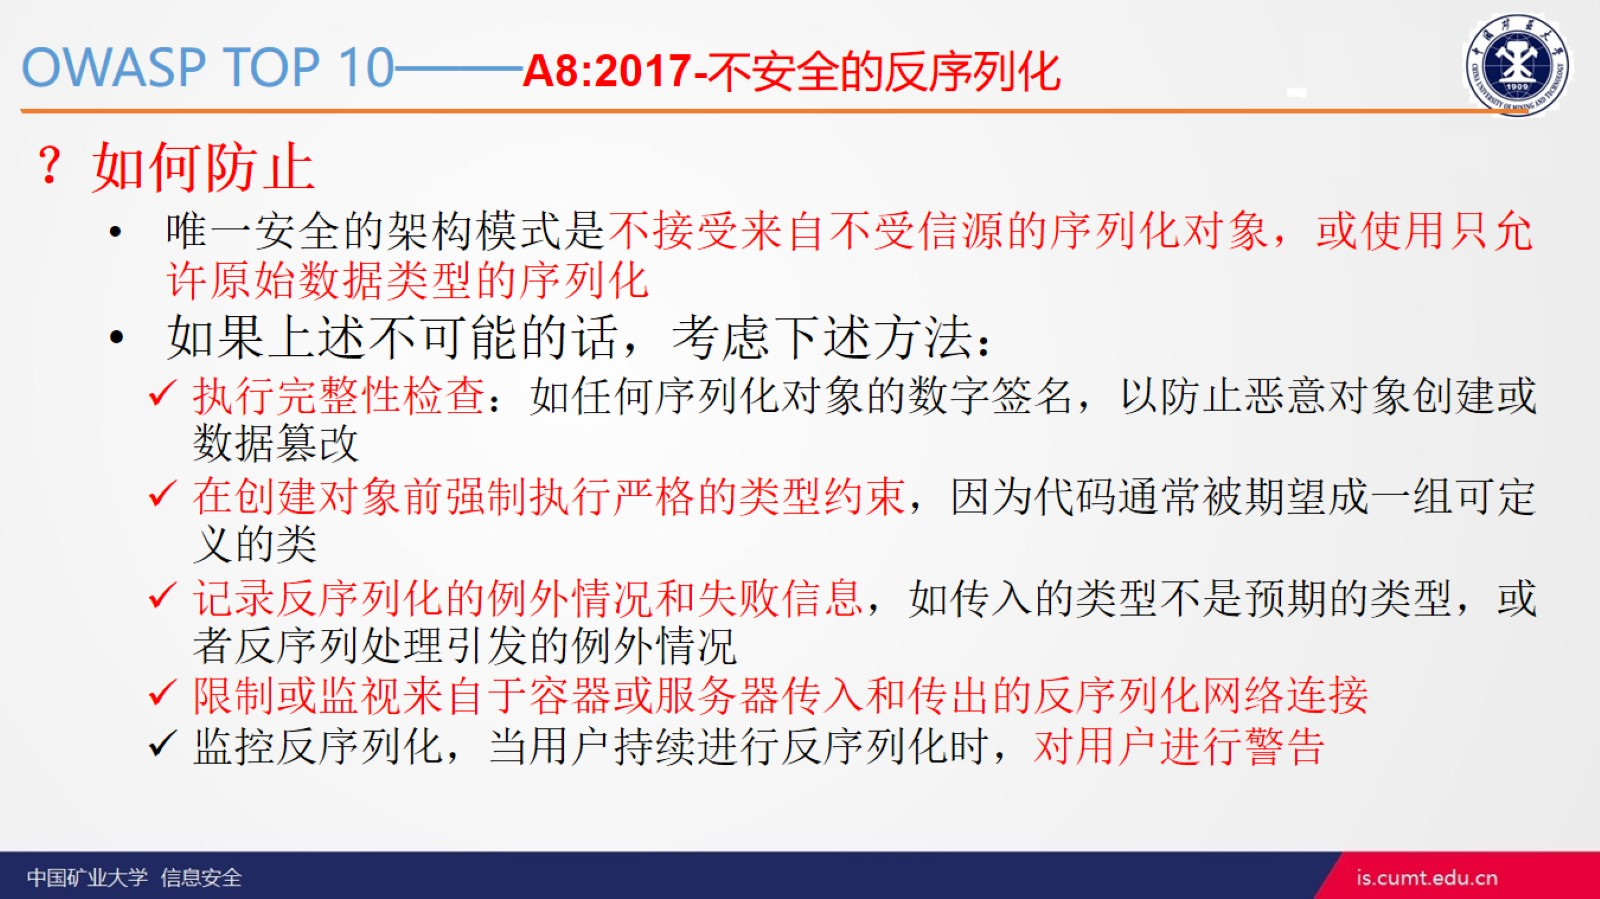 OWASP TOP 10——A8:2017-不安全的反序列化
中国矿业大学
CHINA UNIVERSITY OF MINING AND TECHNOLOGY
1909
？如何防止
• 唯一安全的架构模式是不接受来自不受信源的序列化对象，或使用只允
许原始数据类型的序列化
• 如果上述不可能的话，考虑下述方法：
✓ 执行完整性检查：如任何序列化对象的数字签名，以防止恶意对象创建或
数据篡改
✓ 在创建对象前强制执行严格的类型约束，因为代码通常被期望成一组可定
义的类
✓ 记录反序列化的例外情况和失败信息，如传入的类型不是预期的类型，或
者反序列处理引发的例外情况
✓ 限制或监视来自于容器或服务器传入和传出的反序列化网络连接
✓ 监控反序列化，当用户持续进行反序列化时，对用户进行警告
中国矿业大学 信息安全
is.cumt.edu.cn